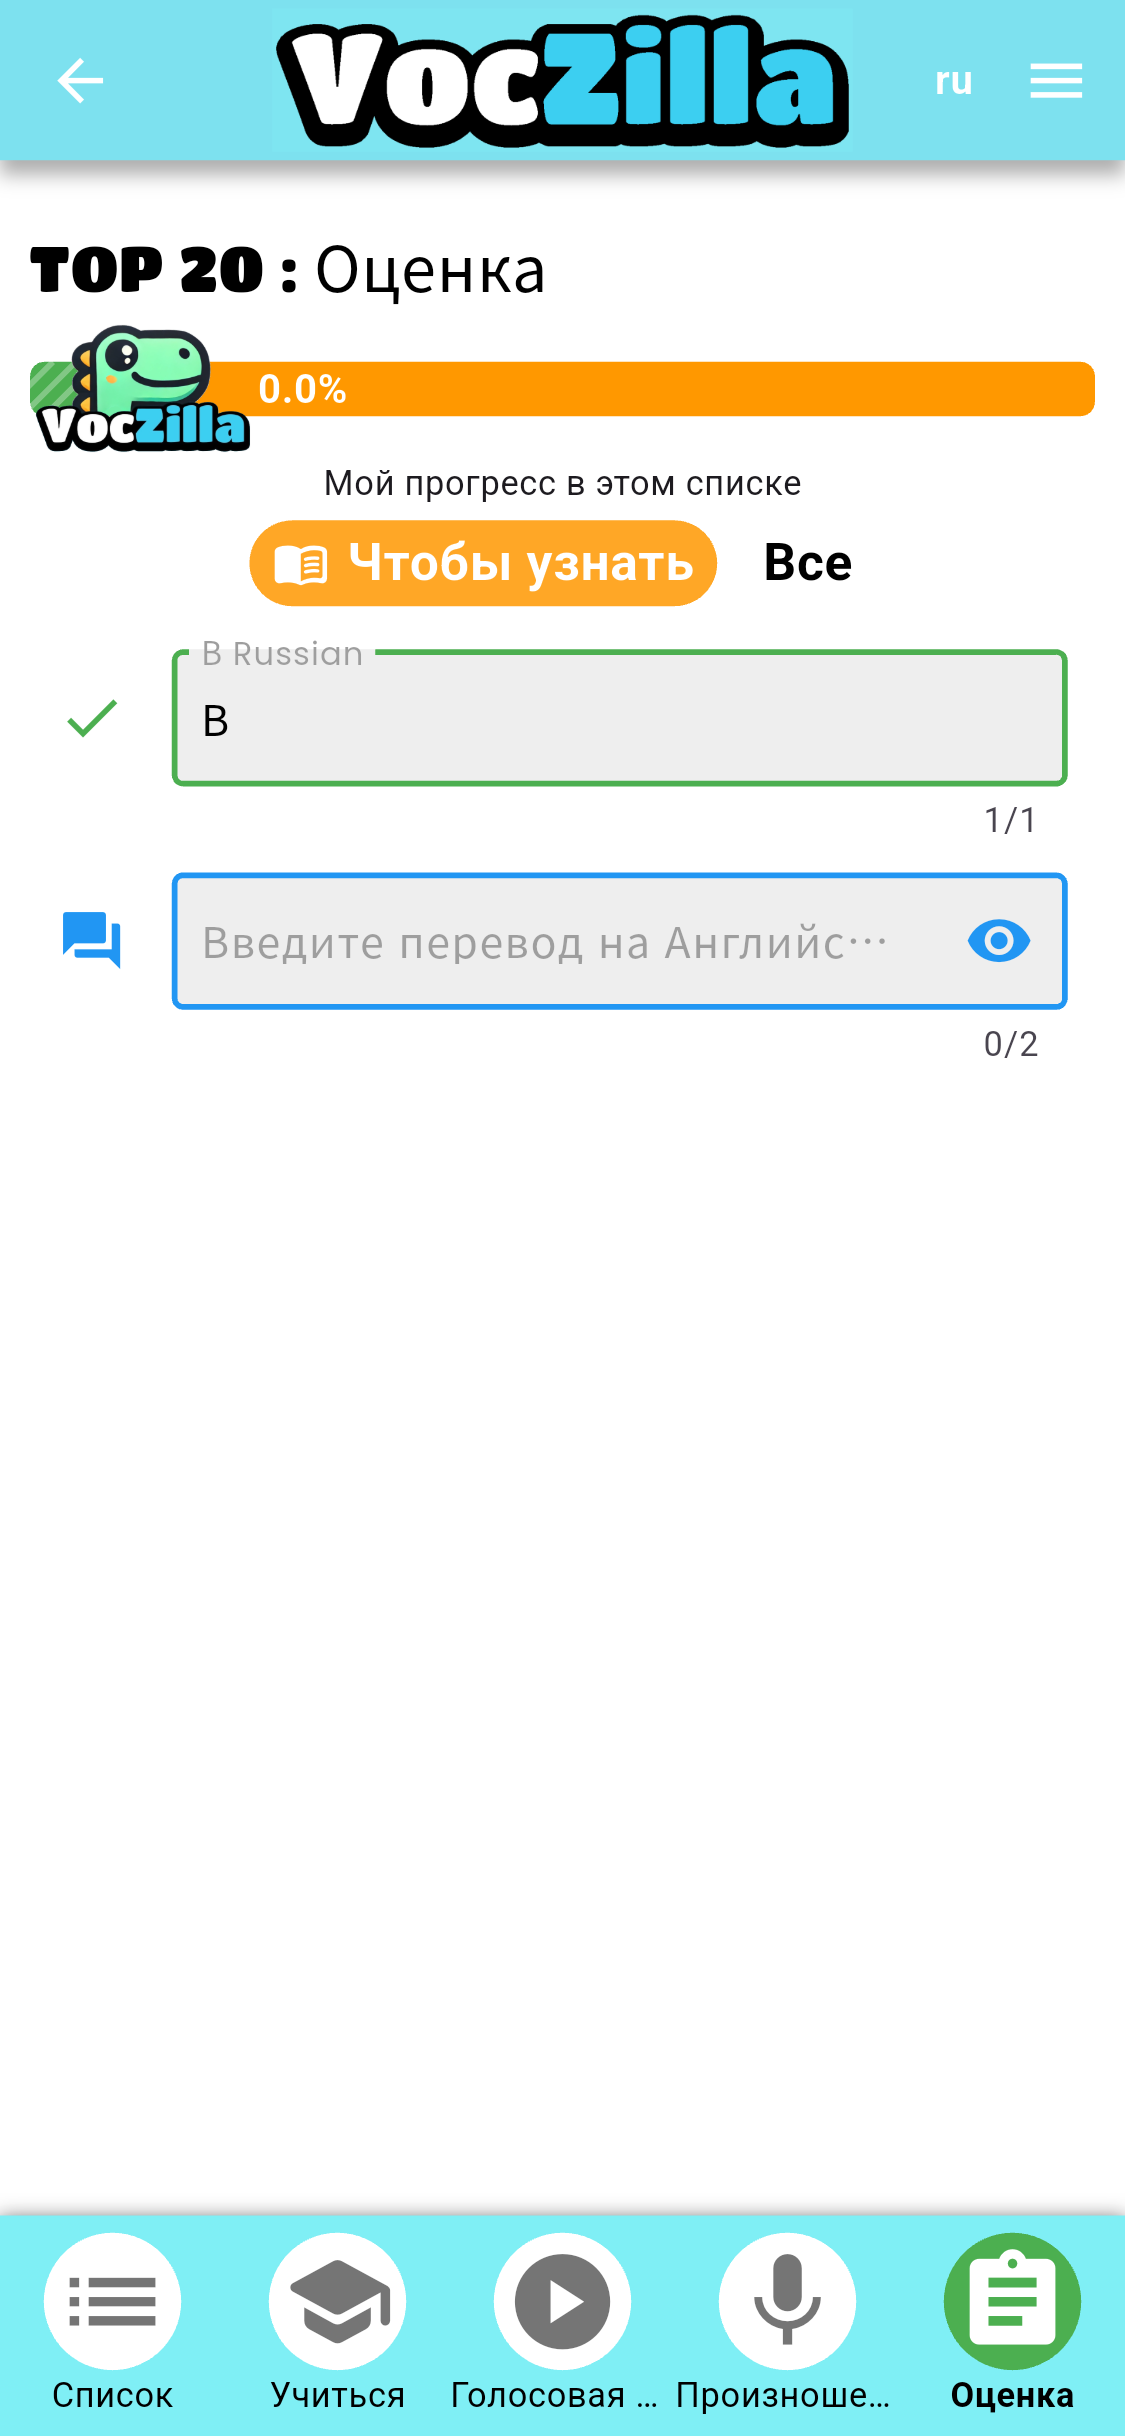 VocZilla
ru
TOP 20 : Оценка
0.0%
VocZilla
Мой прогресс в этом списке
Чтобы узнать Все
В Russian
В
1/1
Введите перевод на Английс...
0/2
Список Учиться Голосовая ... Произноше... Оценка